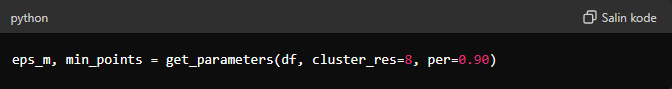 python
Salin kode
eps_m, min_points = get_parameters(df, cluster_res=8, per=0.90)